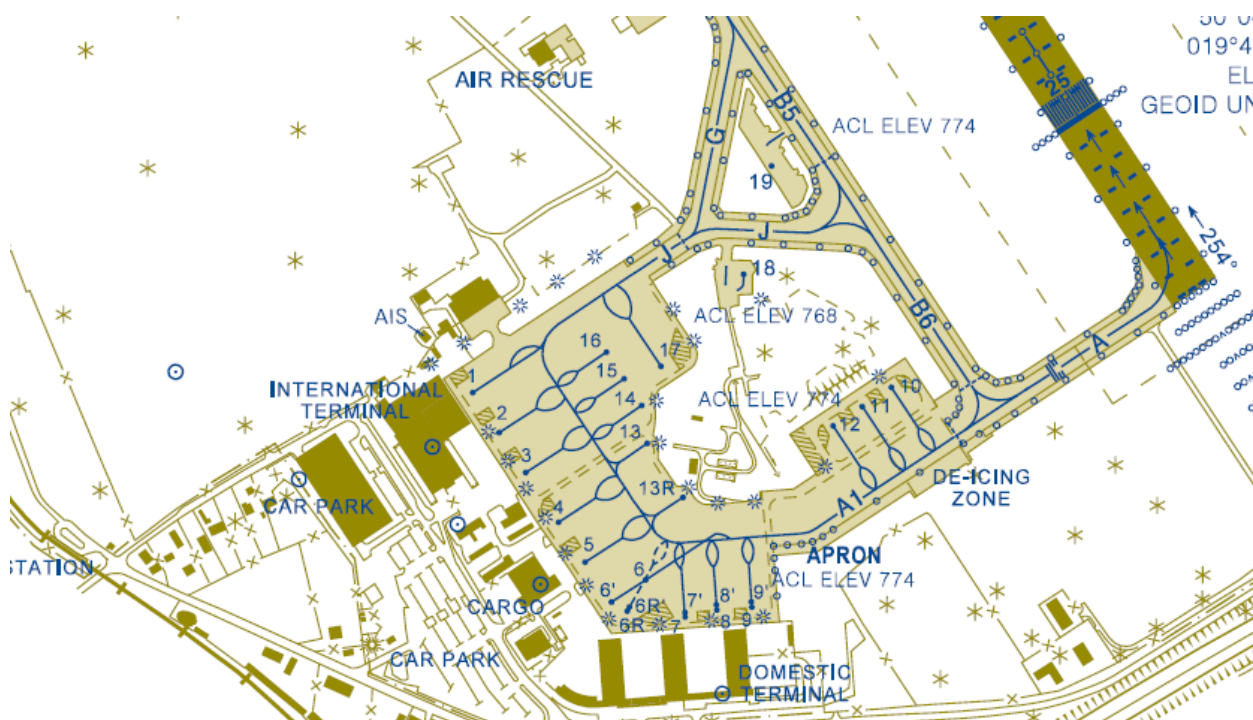 019°4
EL
GEOID UN
AIR RESCUE
25
B5
G
ACL ELEV 774
19
J
J
254°
18
AIS
ACL ELEV 768
B6
A
16
17
15
1
INTERNATIONAL
TERMINAL
2
14
ACL ELEV 774
10
11
12
13
3
CAR PARK
13R
DE-ICING
ZONE
4
A1
5
APRON
ACL ELEV 774
STATION
6
6'
6R
7'
8'
9'
CARGO
6R
7
8
9
CAR PARK
DOMESTIC
TERMINAL